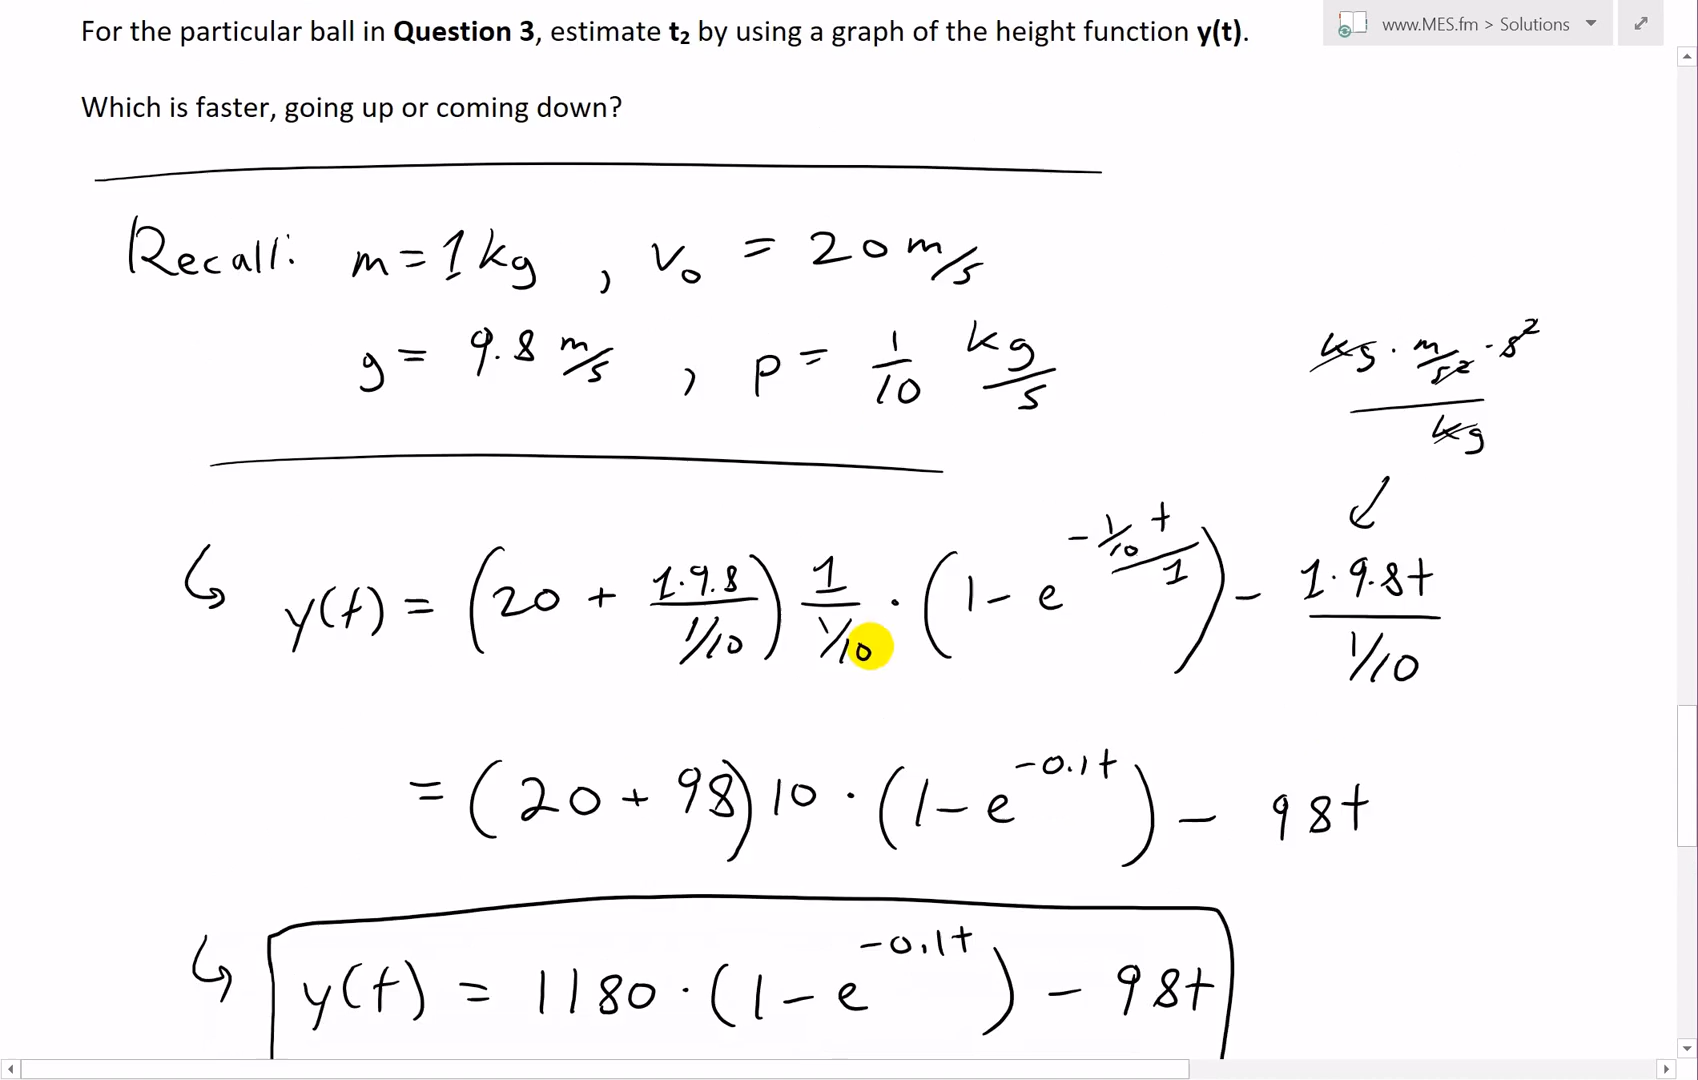 For the particular ball in Question 3, estimate t₂ by using a graph of the height function y(t).
www.MES.fm > Solutions
Which is faster, going up or coming down?
Recall: m = 1 kg , v₀ = 20 m/s
g = 9.8 m/s , p = 1/10 kg/s
kg · m/s² · s² / kg
↳ y(t) = (20 + 1·9.8/(1/10)) 1/(1/10) · (1 - e^(-1/10 t/1)) - 1·9.8t/(1/10)
= (20 + 98) 10 · (1 - e^(-0.1t)) - 98t
↳ y(t) = 1180 · (1 - e^(-0.1t)) - 98t